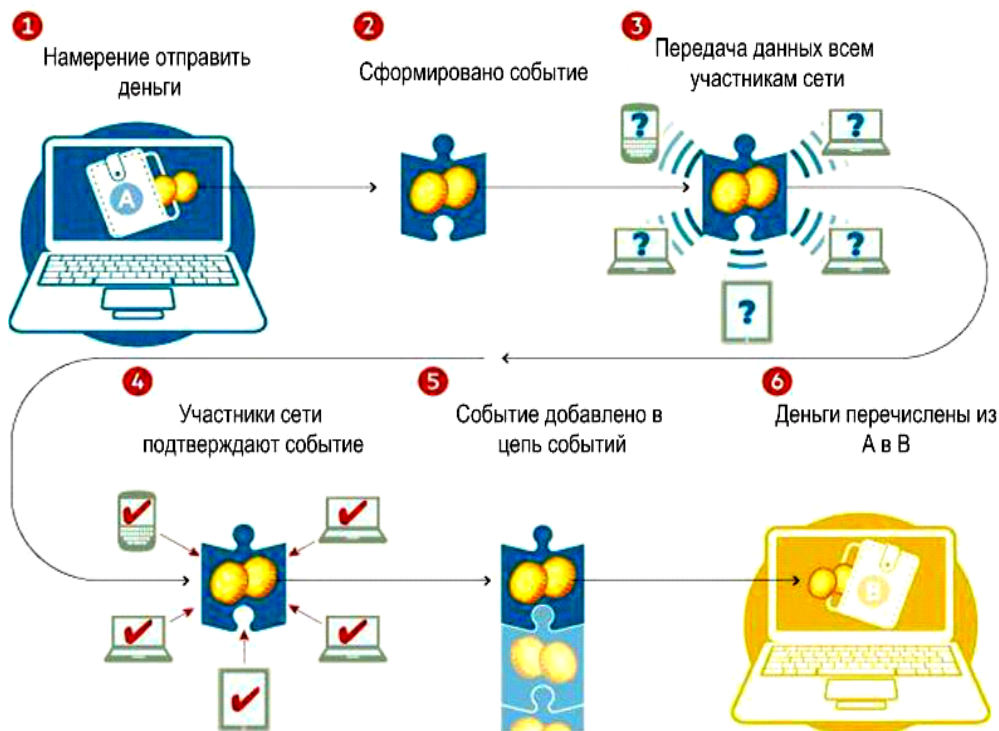 1
Намерение отправить
деньги
2
Сформировано событие
3
Передача данных всем
участникам сети
A
?
?
?
?
?
4
Участники сети
подтверждают событие
5
Событие добавлено в
цепь событий
6
Деньги перечислены из
А в В
B